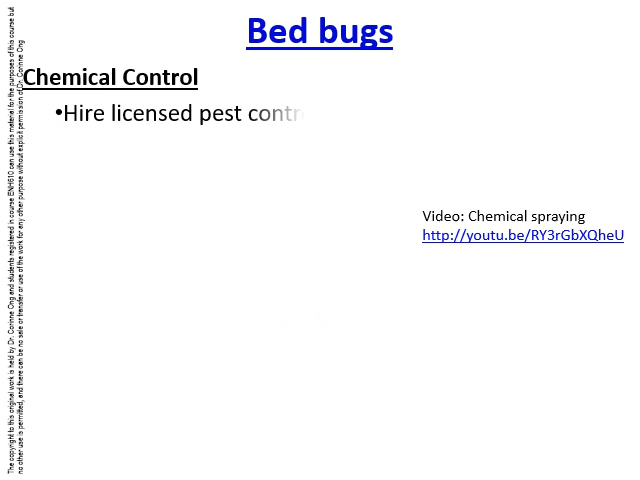 Bed bugs
Chemical Control
•Hire licensed pest contr
Video: Chemical spraying
http://youtu.be/RY3rGbXQheU
The copyright to this original work is held by Dr. Corinne Ong and students registered in course ENH610 can use this material for the purposes of this course but
no other use is permitted, and there can be no sale or transfer or use of the work for any other purpose without explicit permission of Dr. Corinne Ong